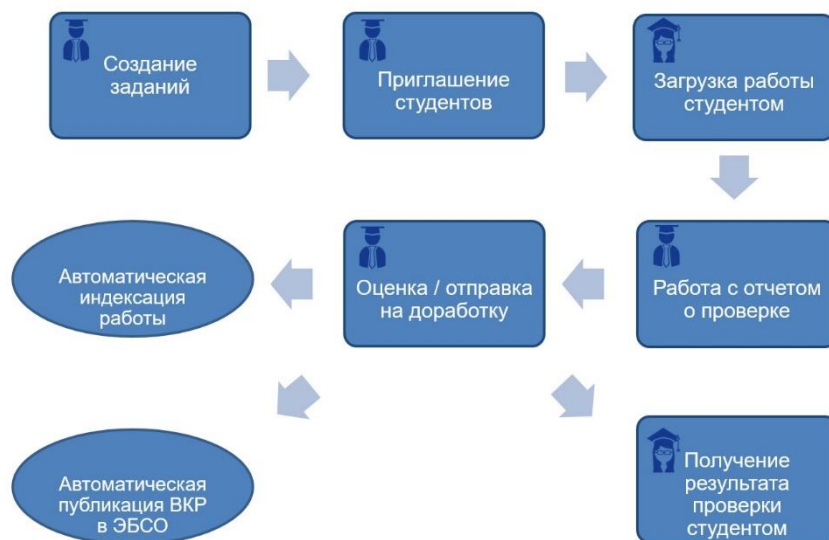 Создание
заданий
Приглашение
студентов
Загрузка работы
студентом
Автоматическая
индексация
работы
Оценка / отправка
на доработку
Работа с отчетом
о проверке
Автоматическая
публикация ВКР
в ЭБСО
Получение
результата
проверки
студентом